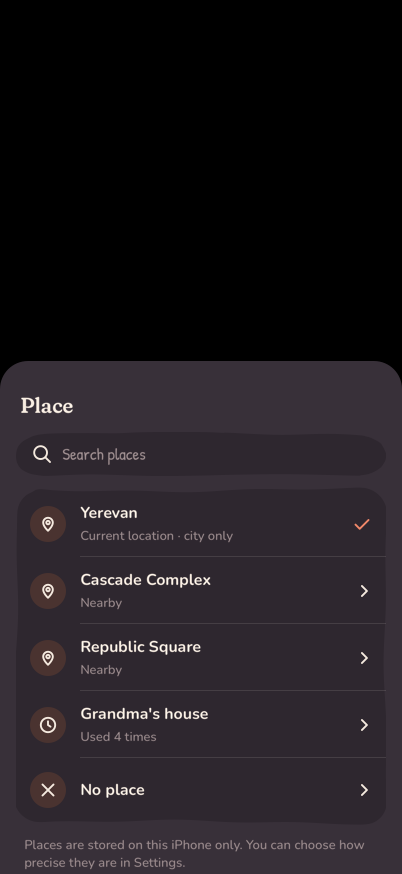 Place
Search places
Yerevan
Current location · city only
Cascade Complex
Nearby
Republic Square
Nearby
Grandma's house
Used 4 times
No place
Places are stored on this iPhone only. You can choose how
precise they are in Settings.